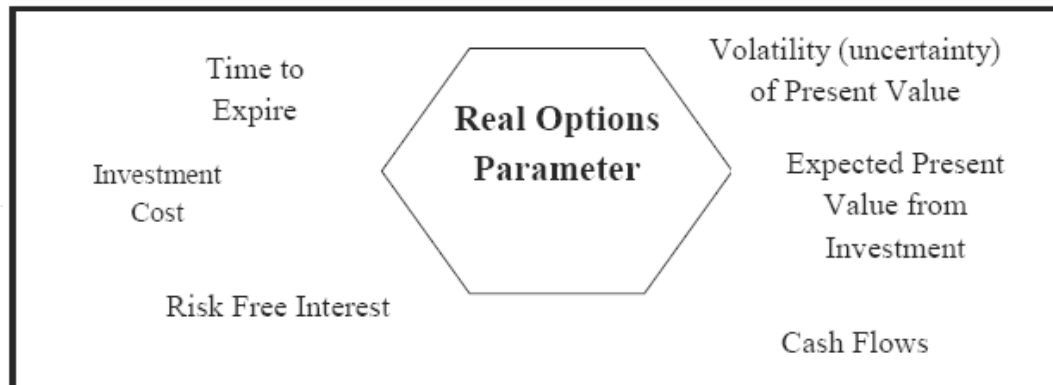 Time to
Expire
Investment
Cost
Risk Free Interest
Real Options
Parameter
Volatility (uncertainty)
of Present Value
Expected Present
Value from
Investment
Cash Flows